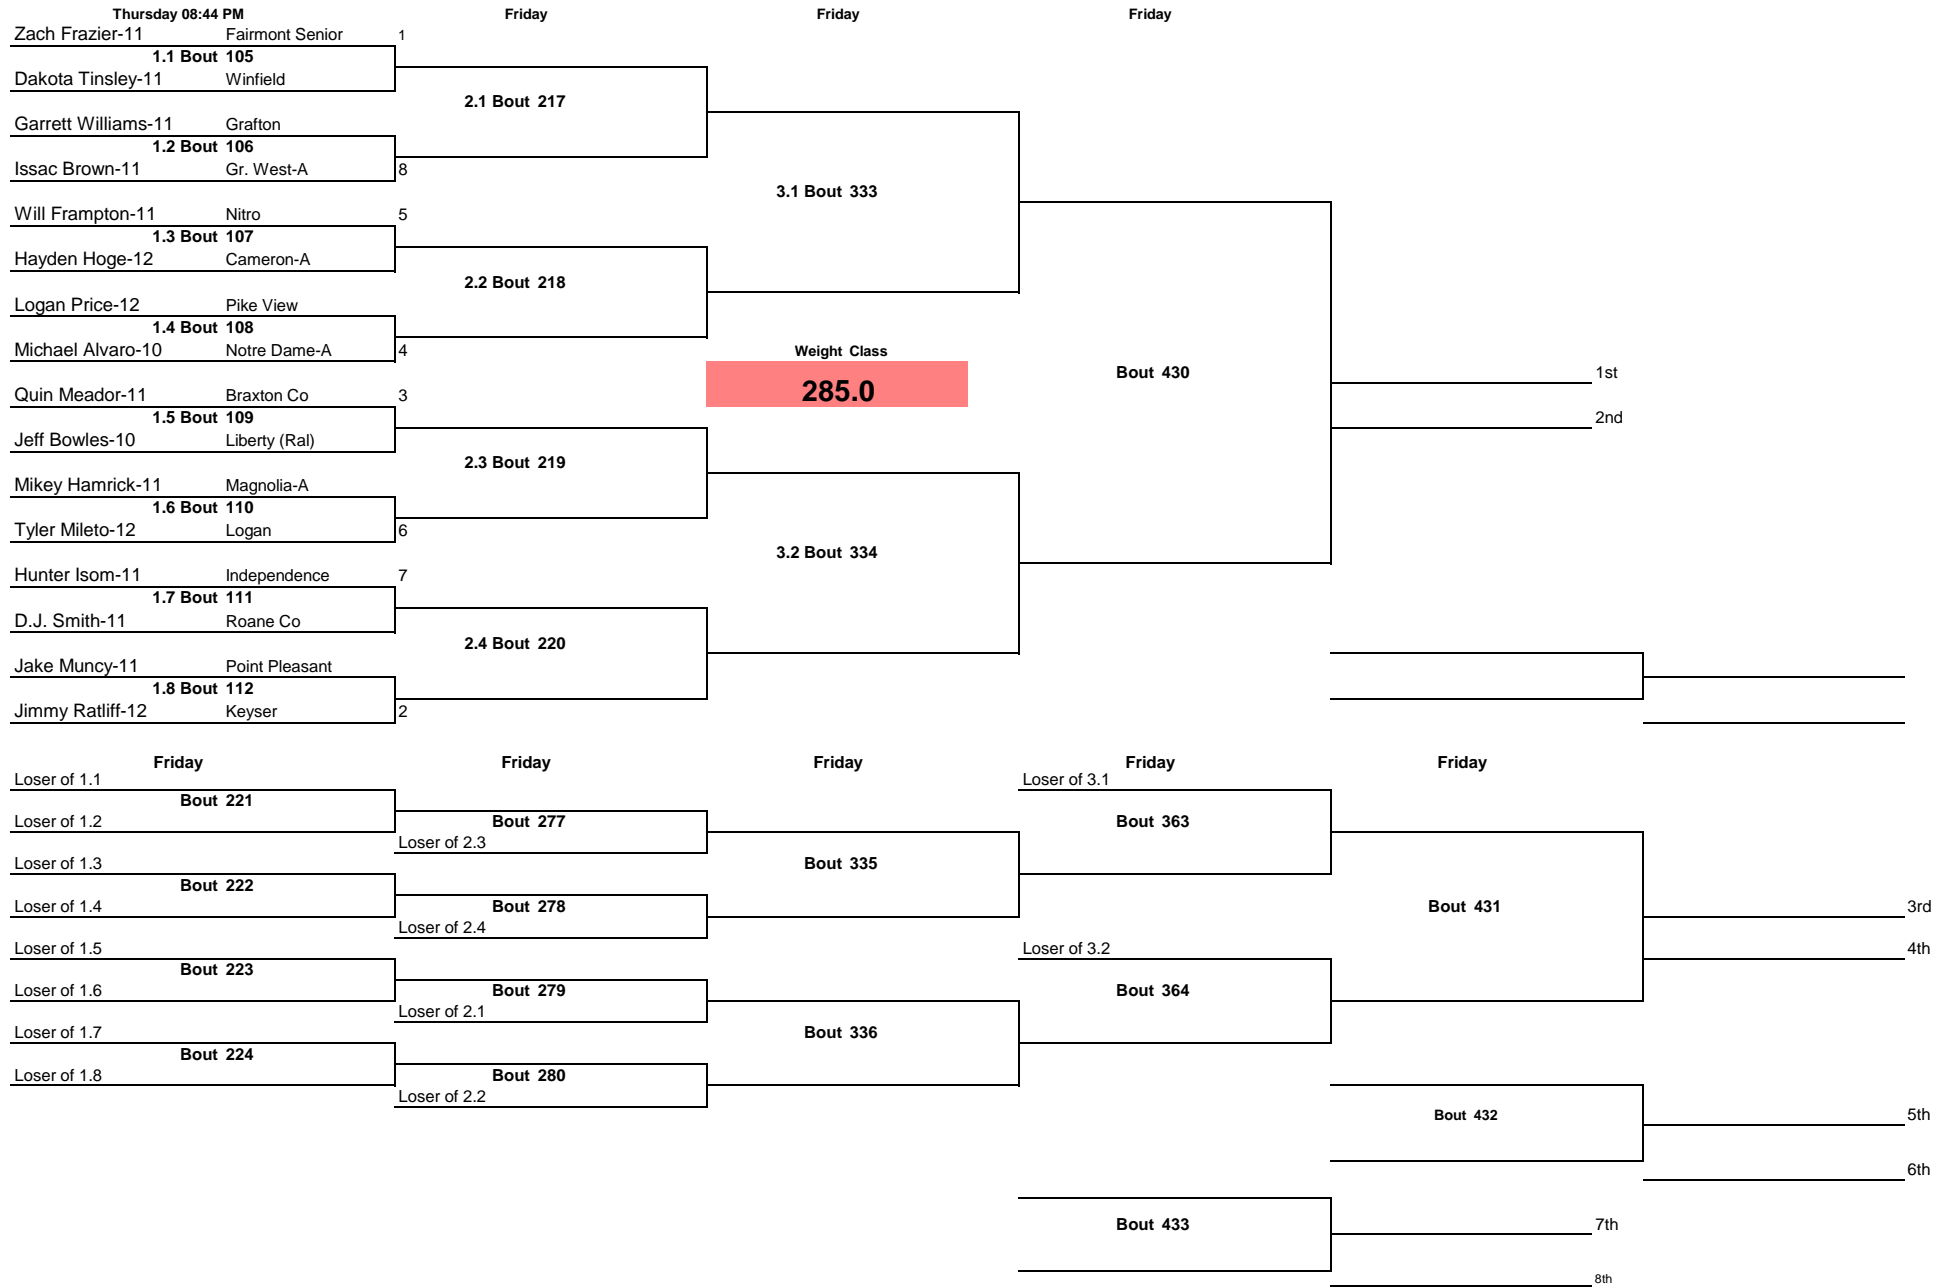 Thursday 08:44 PM Friday Friday Friday
Zach Frazier-11 Fairmont Senior 1
1.1 Bout 105
Dakota Tinsley-11 Winfield
2.1 Bout 217
Garrett Williams-11 Grafton
1.2 Bout 106
Issac Brown-11 Gr. West-A 8
3.1 Bout 333
Will Frampton-11 Nitro 5
1.3 Bout 107
Hayden Hoge-12 Cameron-A
2.2 Bout 218
Logan Price-12 Pike View
1.4 Bout 108
Michael Alvaro-10 Notre Dame-A 4
Weight Class
Bout 430 1st
285.0
Quin Meador-11 Braxton Co 3
1.5 Bout 109 2nd
Jeff Bowles-10 Liberty (Ral)
2.3 Bout 219
Mikey Hamrick-11 Magnolia-A
1.6 Bout 110
Tyler Mileto-12 Logan 6
3.2 Bout 334
Hunter Isom-11 Independence 7
1.7 Bout 111
D.J. Smith-11 Roane Co
2.4 Bout 220
Jake Muncy-11 Point Pleasant
1.8 Bout 112
Jimmy Ratliff-12 Keyser 2
Friday Friday Friday Friday Friday
Loser of 1.1 Loser of 3.1
Bout 221
Loser of 1.2 Bout 277 Bout 363
Loser of 2.3
Loser of 1.3 Bout 335
Bout 222
Loser of 1.4 Bout 278 Bout 431 3rd
Loser of 2.4
Loser of 1.5 Loser of 3.2 4th
Bout 223
Loser of 1.6 Bout 279 Bout 364
Loser of 2.1
Loser of 1.7 Bout 336
Bout 224
Loser of 1.8 Bout 280
Loser of 2.2
Bout 432 5th
6th
Bout 433 7th
8th